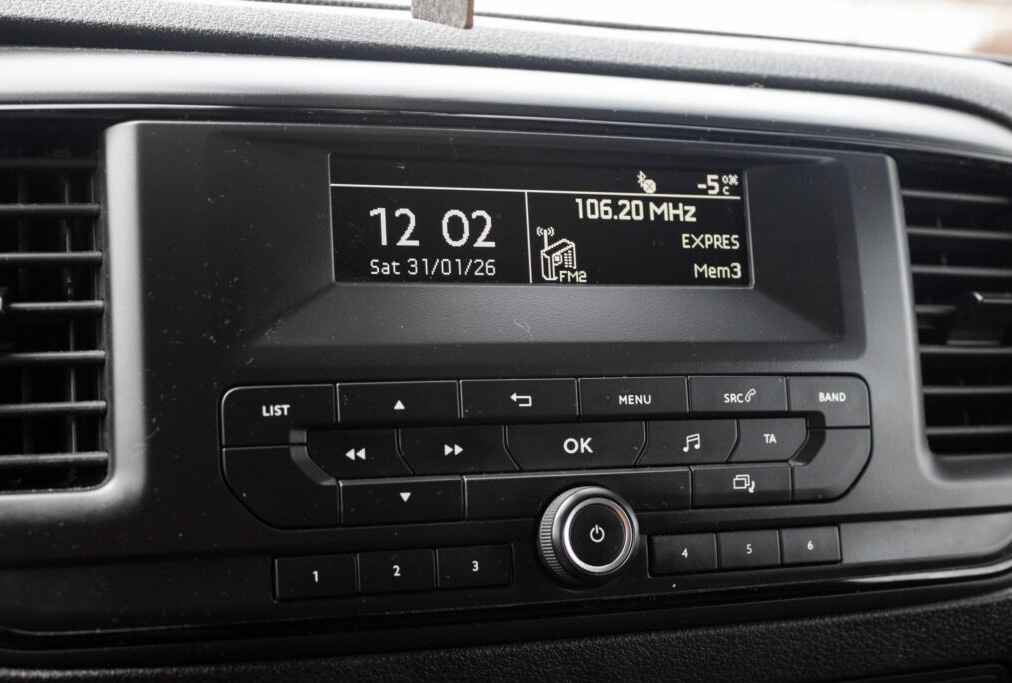 -5°C
12 02
Sat 31/01/26
106.20 MHz
EXPRES
FM2
Mem3
LIST
MENU
SRC
BAND
OK
TA
1
2
3
4
5
6